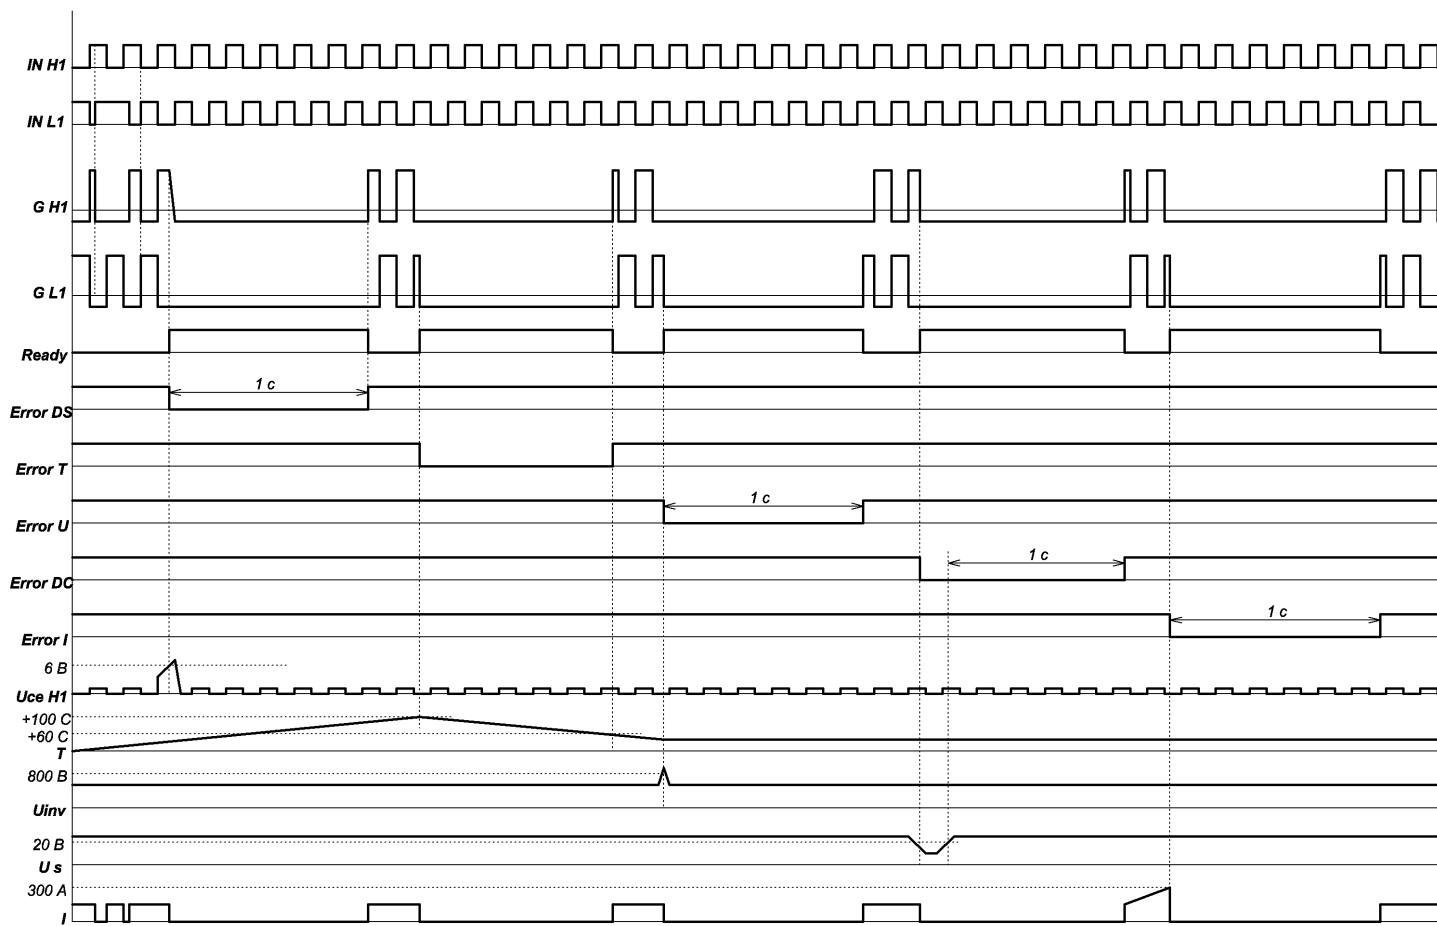 IN H1
IN L1
G H1
G L1
Ready
1 c
Error DS
Error T
1 c
Error U
1 c
Error DC
1 c
Error I
6 B
Uce H1
+100 C
+60 C
T
800 B
Uinv
20 B
U s
300 A
I